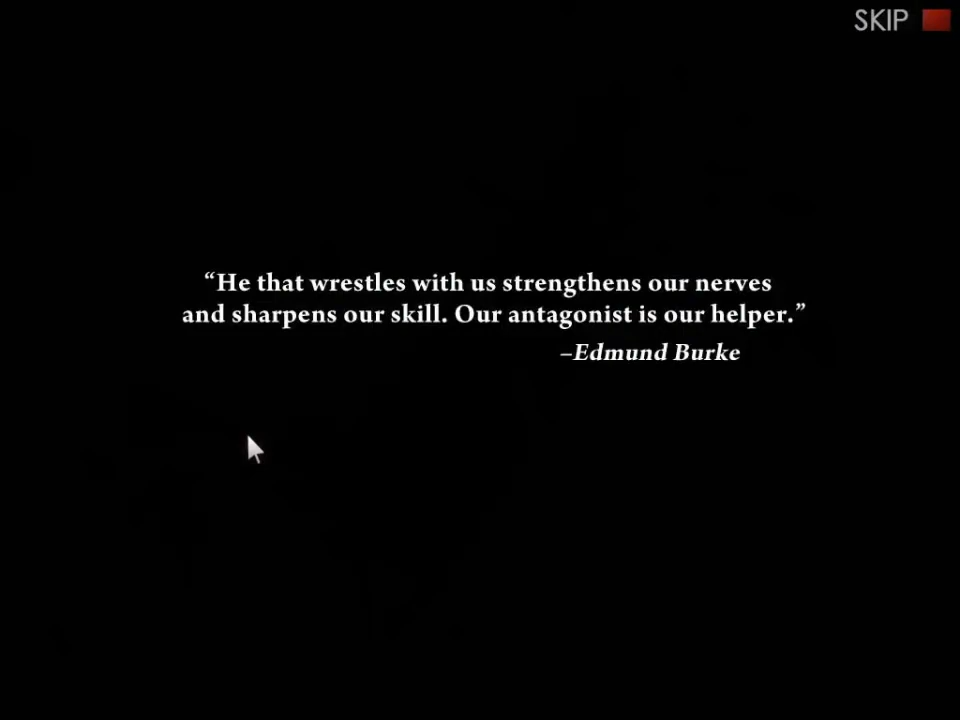 SKIP
“He that wrestles with us strengthens our nerves
and sharpens our skill. Our antagonist is our helper.”
–Edmund Burke